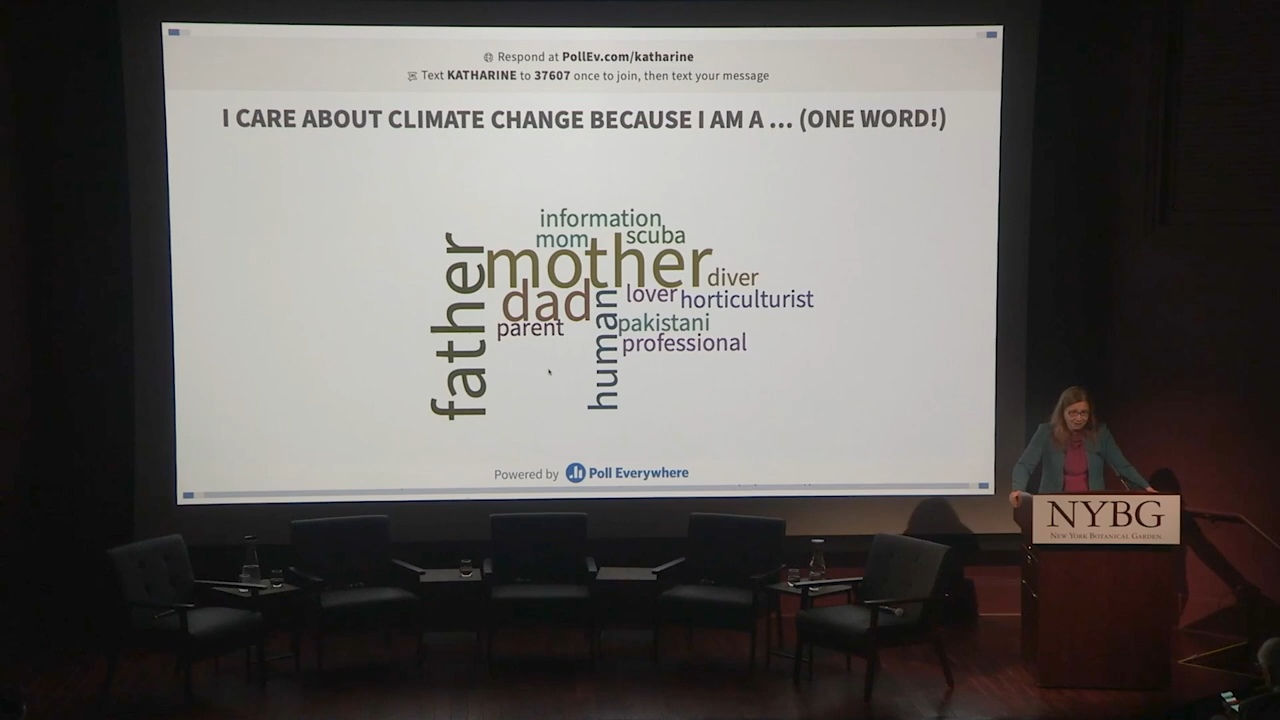 Respond at PollEv.com/katharine
Text KATHARINE to 37607 once to join, then text your message
I CARE ABOUT CLIMATE CHANGE BECAUSE I AM A ... (ONE WORD!)
information
mom
scuba
father
mother
diver
dad
human
lover
horticulturist
parent
pakistani
professional
Powered by Poll Everywhere
NYBG
NEW YORK BOTANICAL GARDEN